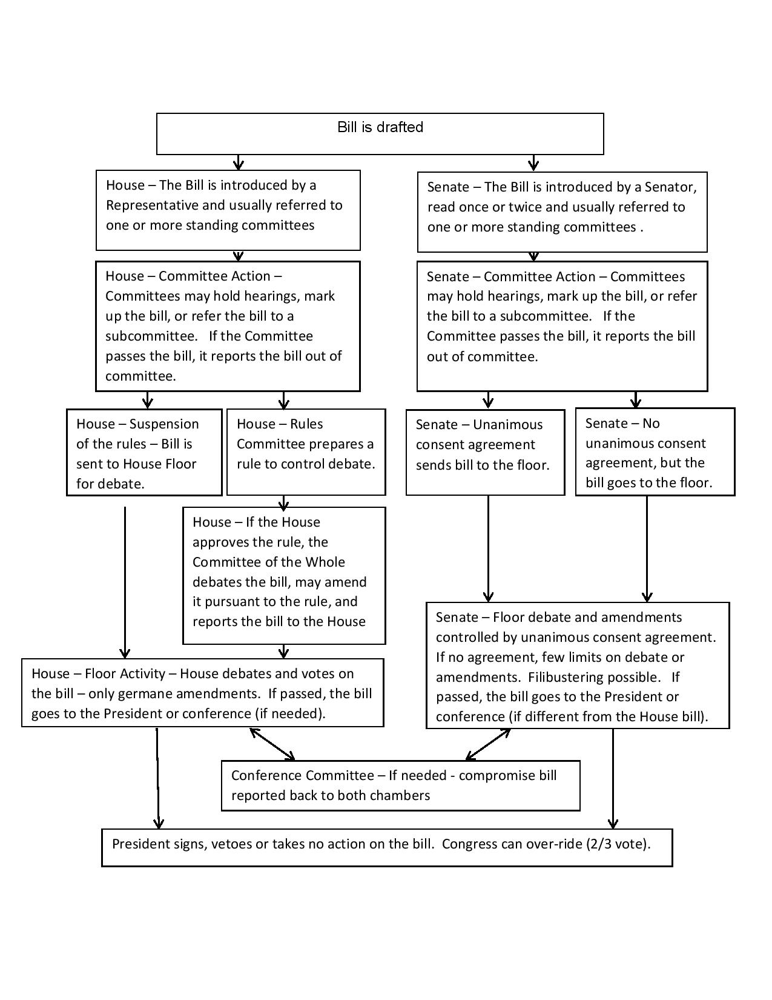 Bill is drafted
House – The Bill is introduced by a
Representative and usually referred to
one or more standing committees
Senate – The Bill is introduced by a Senator,
read once or twice and usually referred to
one or more standing committees .
House – Committee Action –
Committees may hold hearings, mark
up the bill, or refer the bill to a
subcommittee.   If the Committee
passes the bill, it reports the bill out of
committee.
Senate – Committee Action – Committees
may hold hearings, mark up the bill, or refer
the bill to a subcommittee.   If the
Committee passes the bill, it reports the bill
out of committee.
House – Suspension
of the rules – Bill is
sent to House Floor
for debate.
House – Rules
Committee prepares a
rule to control debate.
Senate – Unanimous
consent agreement
sends bill to the floor.
Senate – No
unanimous consent
agreement, but the
bill goes to the floor.
House – If the House
approves the rule, the
Committee of the Whole
debates the bill, may amend
it pursuant to the rule, and
reports the bill to the House
Senate – Floor debate and amendments
controlled by unanimous consent agreement.
If no agreement, few limits on debate or
amendments.  Filibustering possible.   If
passed, the bill goes to the President or
conference (if different from the House bill).
House – Floor Activity – House debates and votes on
the bill – only germane amendments.  If passed, the bill
goes to the President or conference (if needed).
Conference Committee – If needed - compromise bill
reported back to both chambers
President signs, vetoes or takes no action on the bill.  Congress can over-ride (2/3 vote).